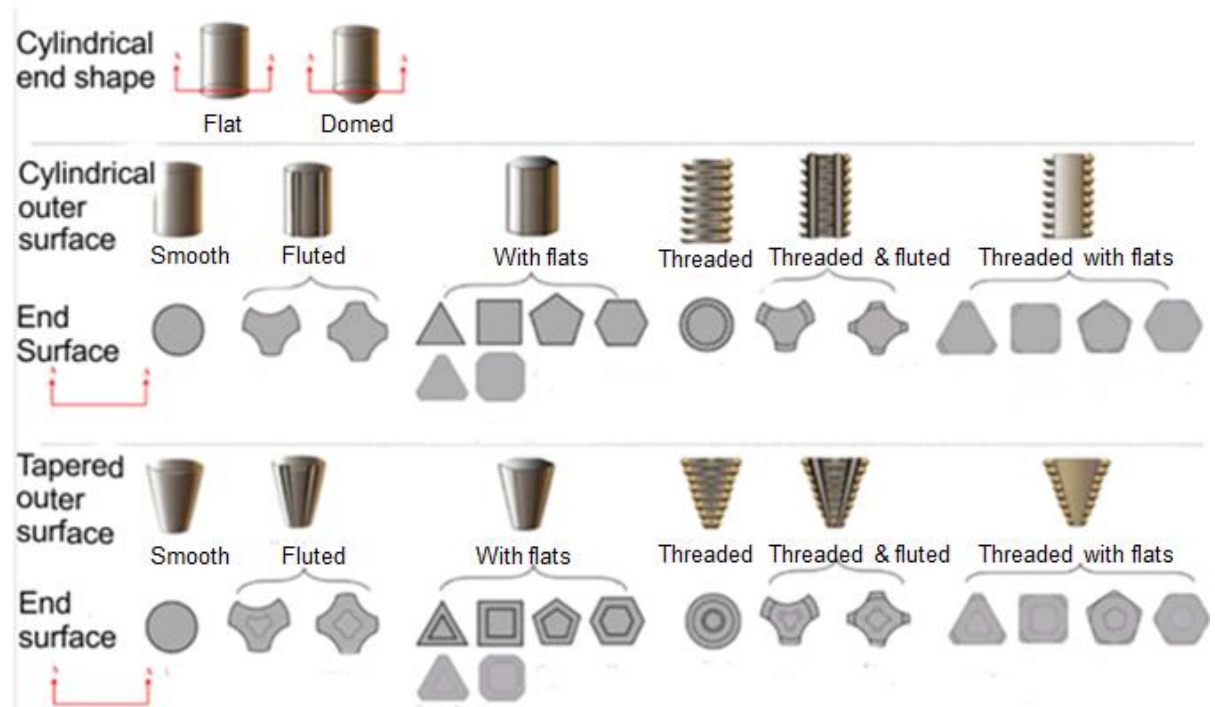 Cylindrical
end shape
Flat
Domed
Cylindrical
outer
surface
Smooth
Fluted
With flats
Threaded
Threaded & fluted
Threaded with flats
End
Surface
Tapered
outer
surface
Smooth
Fluted
With flats
Threaded
Threaded & fluted
Threaded with flats
End
surface